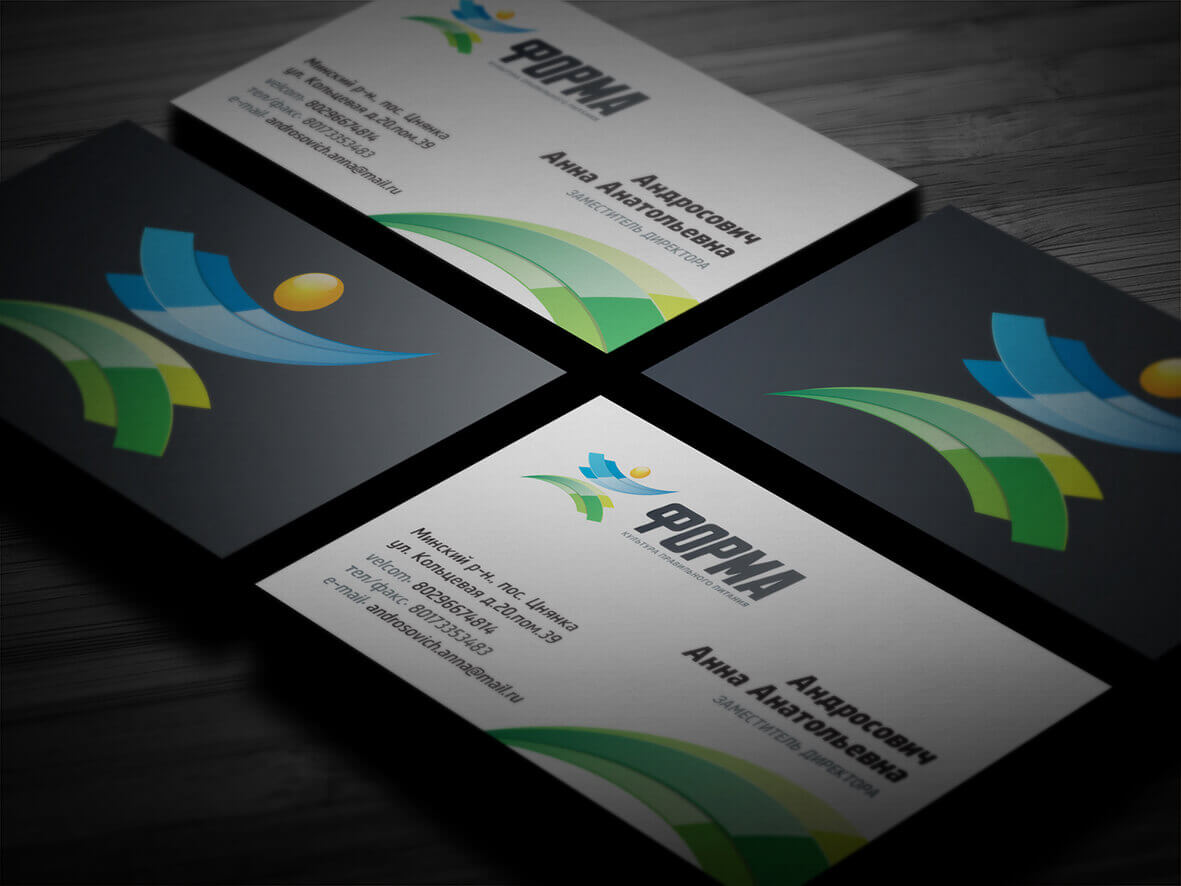 ФОРМА
КУЛЬТУРА ПРАВИЛЬНОГО ПИТАНИЯ
Минский р-н., пос. Цнянка
ул. Кольцевая д.20,пом.39
velcom: 80296674814
тел/факс: 80173353483
e-mail: androsovich.anna@mail.ru
Андросович
Анна Анатольевна
ЗАМЕСТИТЕЛЬ ДИРЕКТОРА
ФОРМА
КУЛЬТУРА ПРАВИЛЬНОГО ПИТАНИЯ
Минский р-н., пос. Цнянка
ул. Кольцевая д.20,пом.39
velcom: 80296674814
тел/факс: 80173353483
e-mail: androsovich.anna@mail.ru
Андросович
Анна Анатольевна
ЗАМЕСТИТЕЛЬ ДИРЕКТОРА